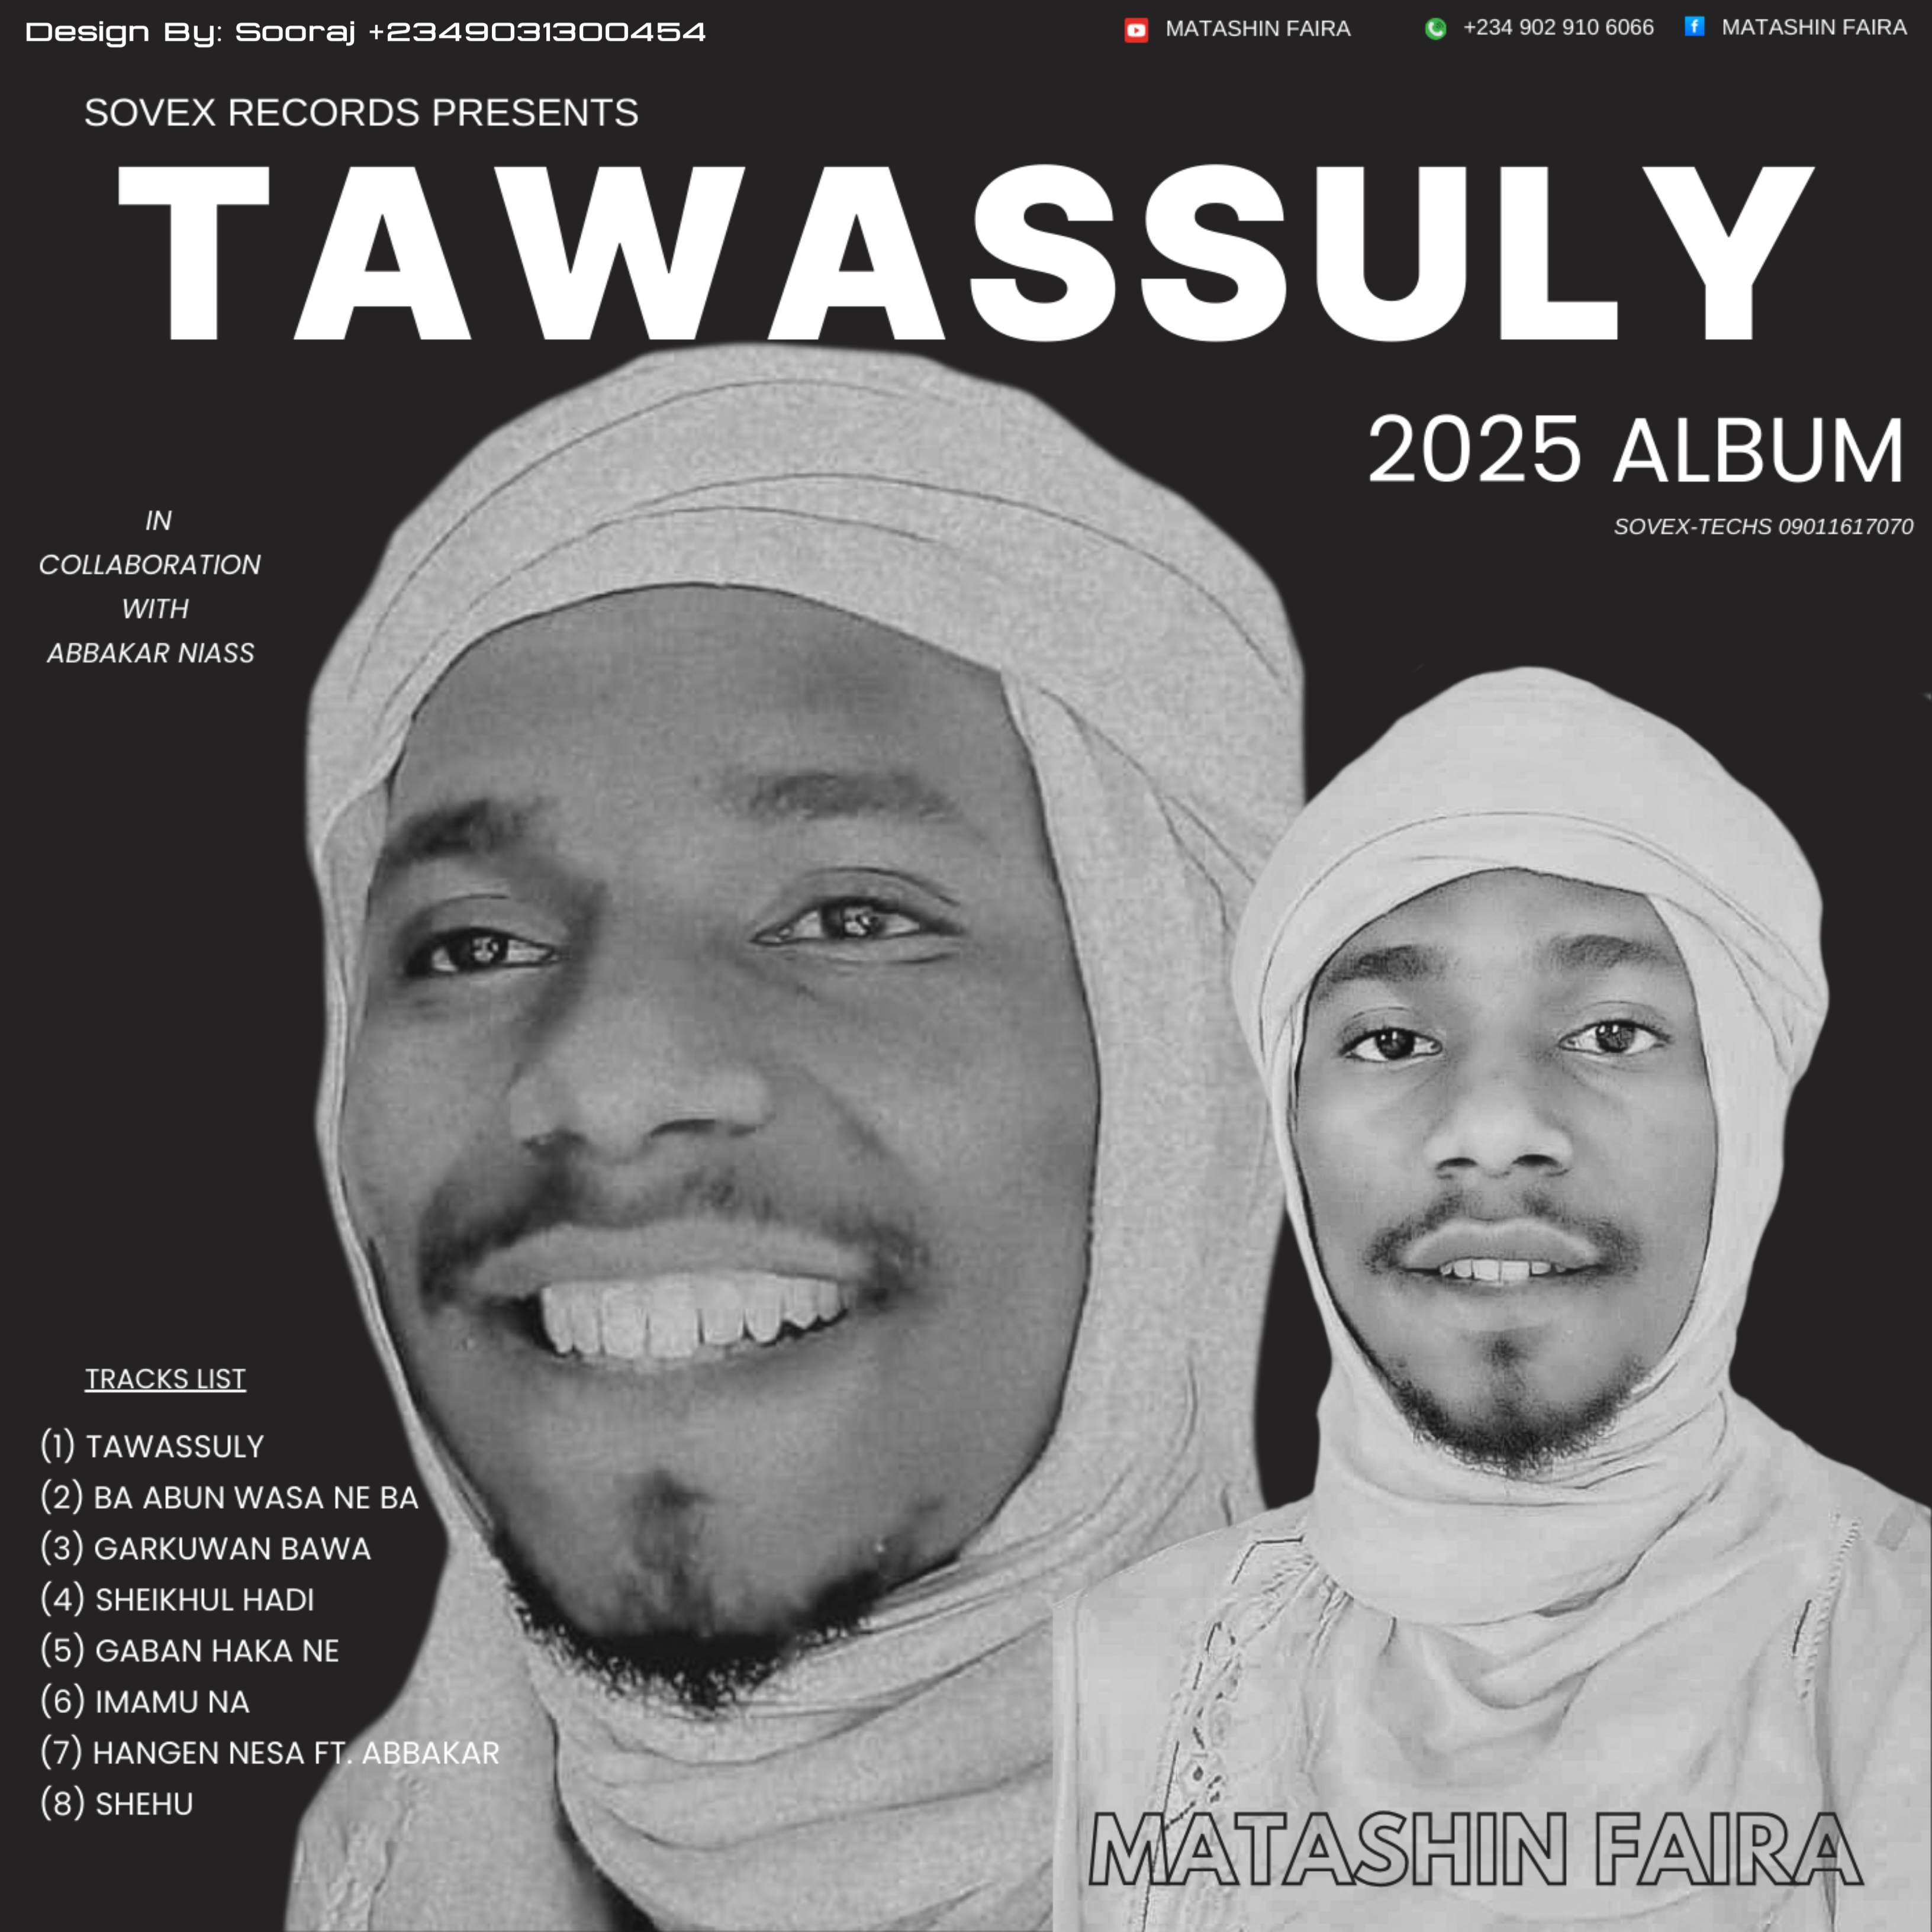 Design By: Sooraj +2349031300454
MATASHIN FAIRA
+234 902 910 6066
MATASHIN FAIRA
SOVEX RECORDS PRESENTS
TAWASSULY
2025 ALBUM
SOVEX-TECHS 09011617070
IN
COLLABORATION
WITH
ABBAKAR NIASS
TRACKS LIST
(1) TAWASSULY
(2) BA ABUN WASA NE BA
(3) GARKUWAN BAWA
(4) SHEIKHUL HADI
(5) GABAN HAKA NE
(6) IMAMU NA
(7) HANGEN NESA FT. ABBAKAR
(8) SHEHU
MATASHIN FAIRA